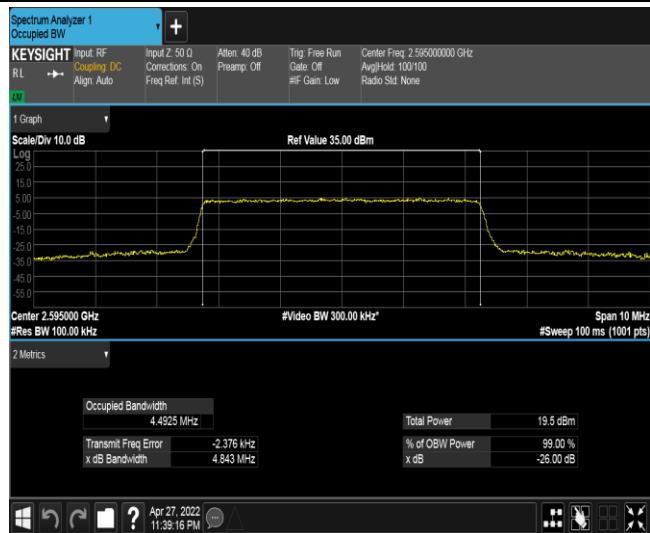 Spectrum Analyzer 1
Occupied BW
+
KEYSIGHT
RL
LV
Input: RF
Coupling: DC
Align: Auto
Input Z: 50 Ω
Corrections: On
Freq Ref: Int (S)
Atten: 40 dB
Preamp: Off
Trig: Free Run
Gate: Off
#IF Gain: Low
Center Freq: 2.595000000 GHz
Avg|Hold: 100/100
Radio Std: None
1 Graph
Scale/Div 10.0 dB
Ref Value 35.00 dBm
Log
25.0
15.0
5.00
-5.00
-15.0
-25.0
-35.0
-45.0
-55.0
Center 2.595000 GHz
#Video BW 300.00 kHz*
Span 10 MHz
#Res BW 100.00 kHz
#Sweep 100 ms (1001 pts)
2 Metrics
Occupied Bandwidth
4.4925 MHz
Total Power 19.5 dBm
Transmit Freq Error -2.376 kHz
% of OBW Power 99.00 %
x dB Bandwidth 4.843 MHz
x dB -26.00 dB
?
Apr 27, 2022
11:39:16 PM